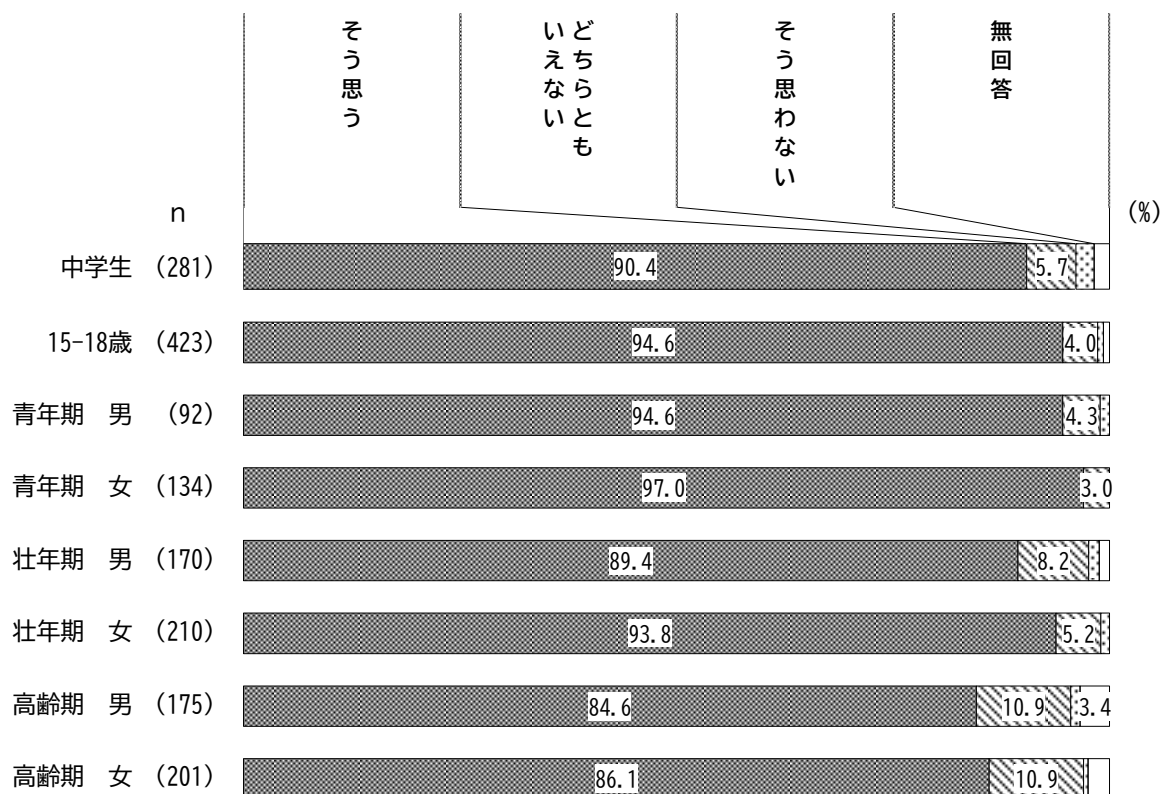 そう思う
どちらとも
いえない
そう思わない
無回答
n
(%)
中学生 (281) 90.4 5.7
15-18歳 (423) 94.6 4.0
青年期 男 (92) 94.6 4.3
青年期 女 (134) 97.0 3.0
壮年期 男 (170) 89.4 8.2
壮年期 女 (210) 93.8 5.2
高齢期 男 (175) 84.6 10.9 3.4
高齢期 女 (201) 86.1 10.9